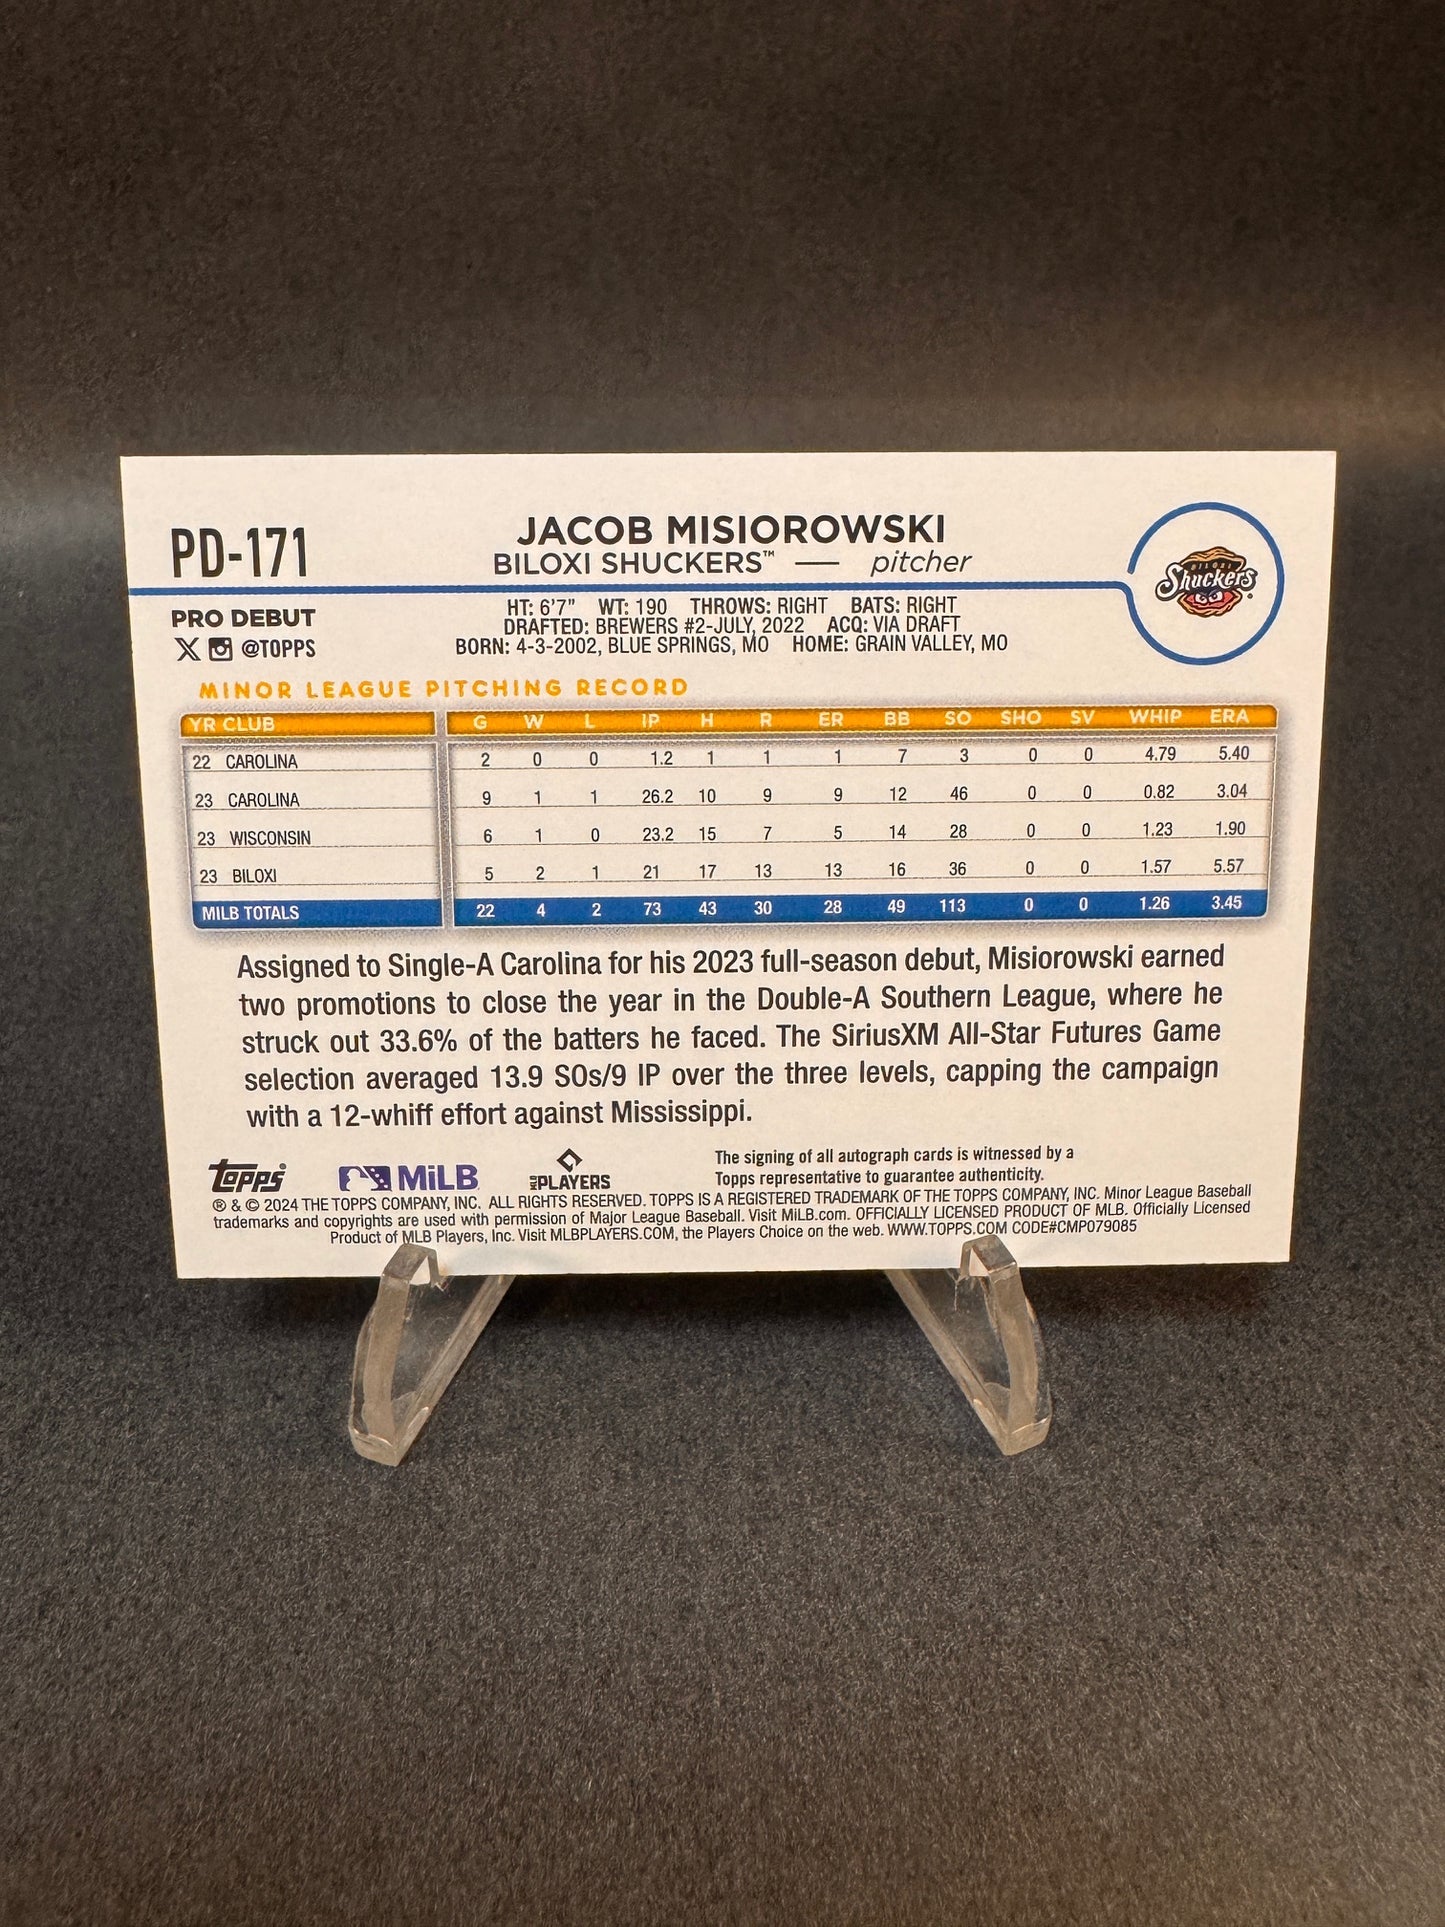 PD-171
JACOB MISIOROWSKI
BILOXI SHUCKERS™ — pitcher
BILOXI
Shuckers
PRO DEBUT
X @TOPPS
HT: 6'7" WT: 190 THROWS: RIGHT BATS: RIGHT
DRAFTED: BREWERS #2-JULY, 2022 ACQ: VIA DRAFT
BORN: 4-3-2002, BLUE SPRINGS, MO HOME: GRAIN VALLEY, MO
MINOR LEAGUE PITCHING RECORD
YR CLUB G W L IP H R ER BB SO SHO SV WHIP ERA
22 CAROLINA 2 0 0 1.2 1 1 1 7 3 0 0 4.79 5.40
23 CAROLINA 9 1 1 26.2 10 9 9 12 46 0 0 0.82 3.04
23 WISCONSIN 6 1 0 23.2 15 7 5 14 28 0 0 1.23 1.90
23 BILOXI 5 2 1 21 17 13 13 16 36 0 0 1.57 5.57
MILB TOTALS 22 4 2 73 43 30 28 49 113 0 0 1.26 3.45
Assigned to Single-A Carolina for his 2023 full-season debut, Misiorowski earned
two promotions to close the year in the Double-A Southern League, where he
struck out 33.6% of the batters he faced. The SiriusXM All-Star Futures Game
selection averaged 13.9 SOs/9 IP over the three levels, capping the campaign
with a 12-whiff effort against Mississippi.
topps MiLB MLB PLAYERS
The signing of all autograph cards is witnessed by a
Topps representative to guarantee authenticity.
® & © 2024 THE TOPPS COMPANY, INC. ALL RIGHTS RESERVED. TOPPS IS A REGISTERED TRADEMARK OF THE TOPPS COMPANY, INC. Minor League Baseball
trademarks and copyrights are used with permission of Major League Baseball. Visit MiLB.com. OFFICIALLY LICENSED PRODUCT OF MLB. Officially Licensed
Product of MLB Players, Inc. Visit MLBPLAYERS.COM, the Players Choice on the web. WWW.TOPPS.COM CODE#CMP079085